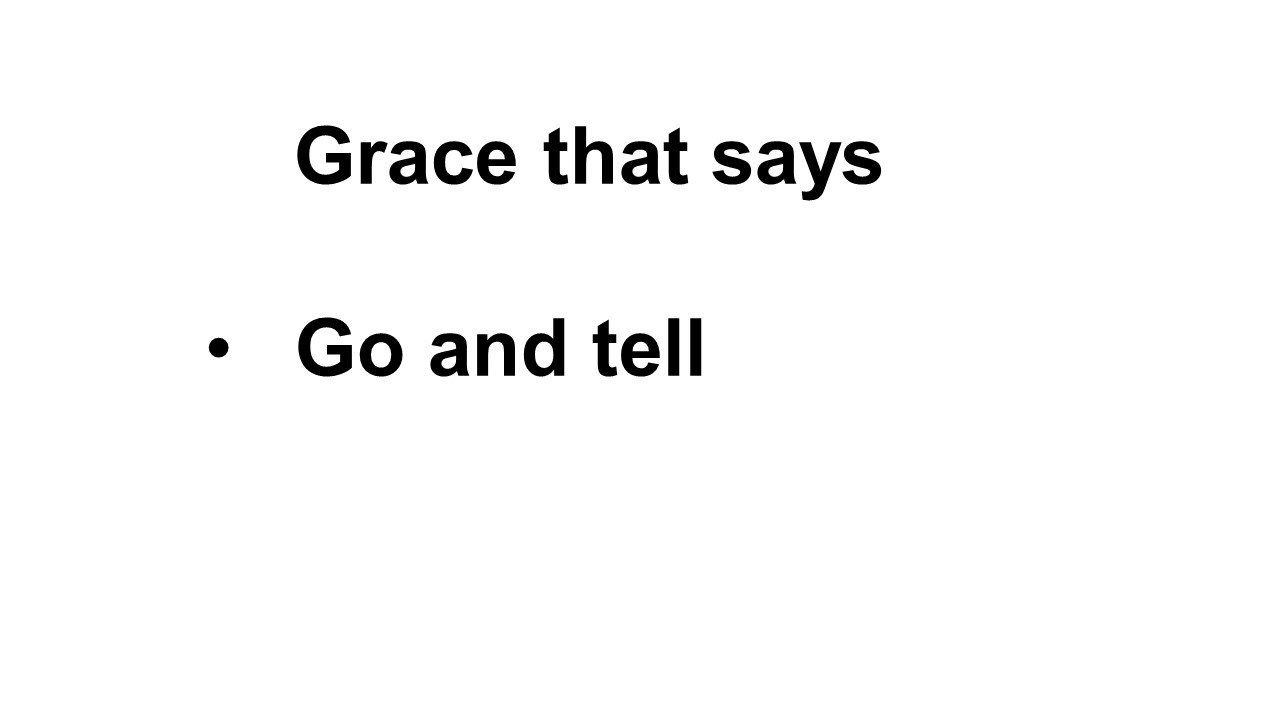 Grace that says
• Go and tell